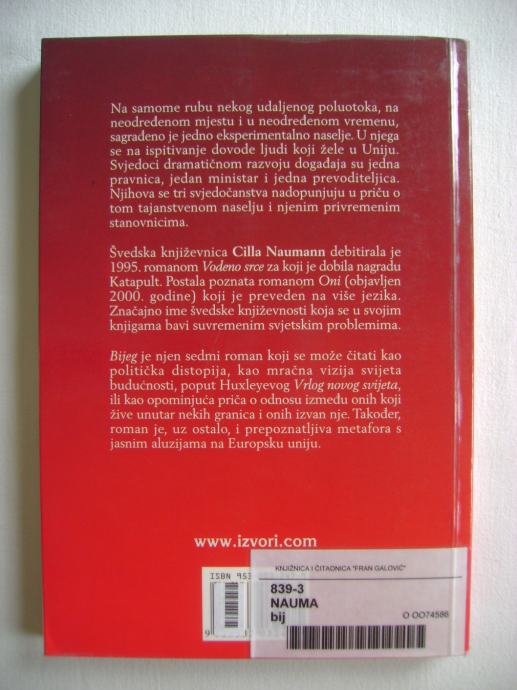 Na samome rubu nekog udaljenog poluotoka, na
neodređenom mjestu i u neodređenom vremenu,
sagrađeno je jedno eksperimentalno naselje. U njega
se na ispitivanje dovode ljudi koji žele u Uniju.
Svjedoci dramatičnom razvoju događaja su jedna
pravnica, jedan ministar i jedna prevoditeljica.
Njihova se tri svjedočanstva nadopunjuju u priču o
tom tajanstvenom naselju i njenim privremenim
stanovnicima.
Švedska književnica Cilla Naumann debitirala je
1995. romanom Vodeno srce za koji je dobila nagradu
Katapult. Postala poznata romanom Oni (objavljen
2000. godine) koji je preveden na više jezika.
Značajno ime švedske književnosti koja se u svojim
knjigama bavi suvremenim svjetskim problemima.
Bijeg je njen sedmi roman koji se može čitati kao
politička distopija, kao mračna vizija svijeta
budućnosti, poput Huxleyevog Vrlog novog svijeta,
ili kao opominjuća priča o odnosu između onih koji
žive unutar nekih granica i onih izvan nje. Također,
roman je, uz ostalo, i prepoznatljiva metafora s
jasnim aluzijama na Europsku uniju.
www.izvori.com
ISBN 953
KNJIŽNICA I ČITAONICA "FRAN GALOVIĆ"
839-3
NAUMA
bij
O OO74586
9